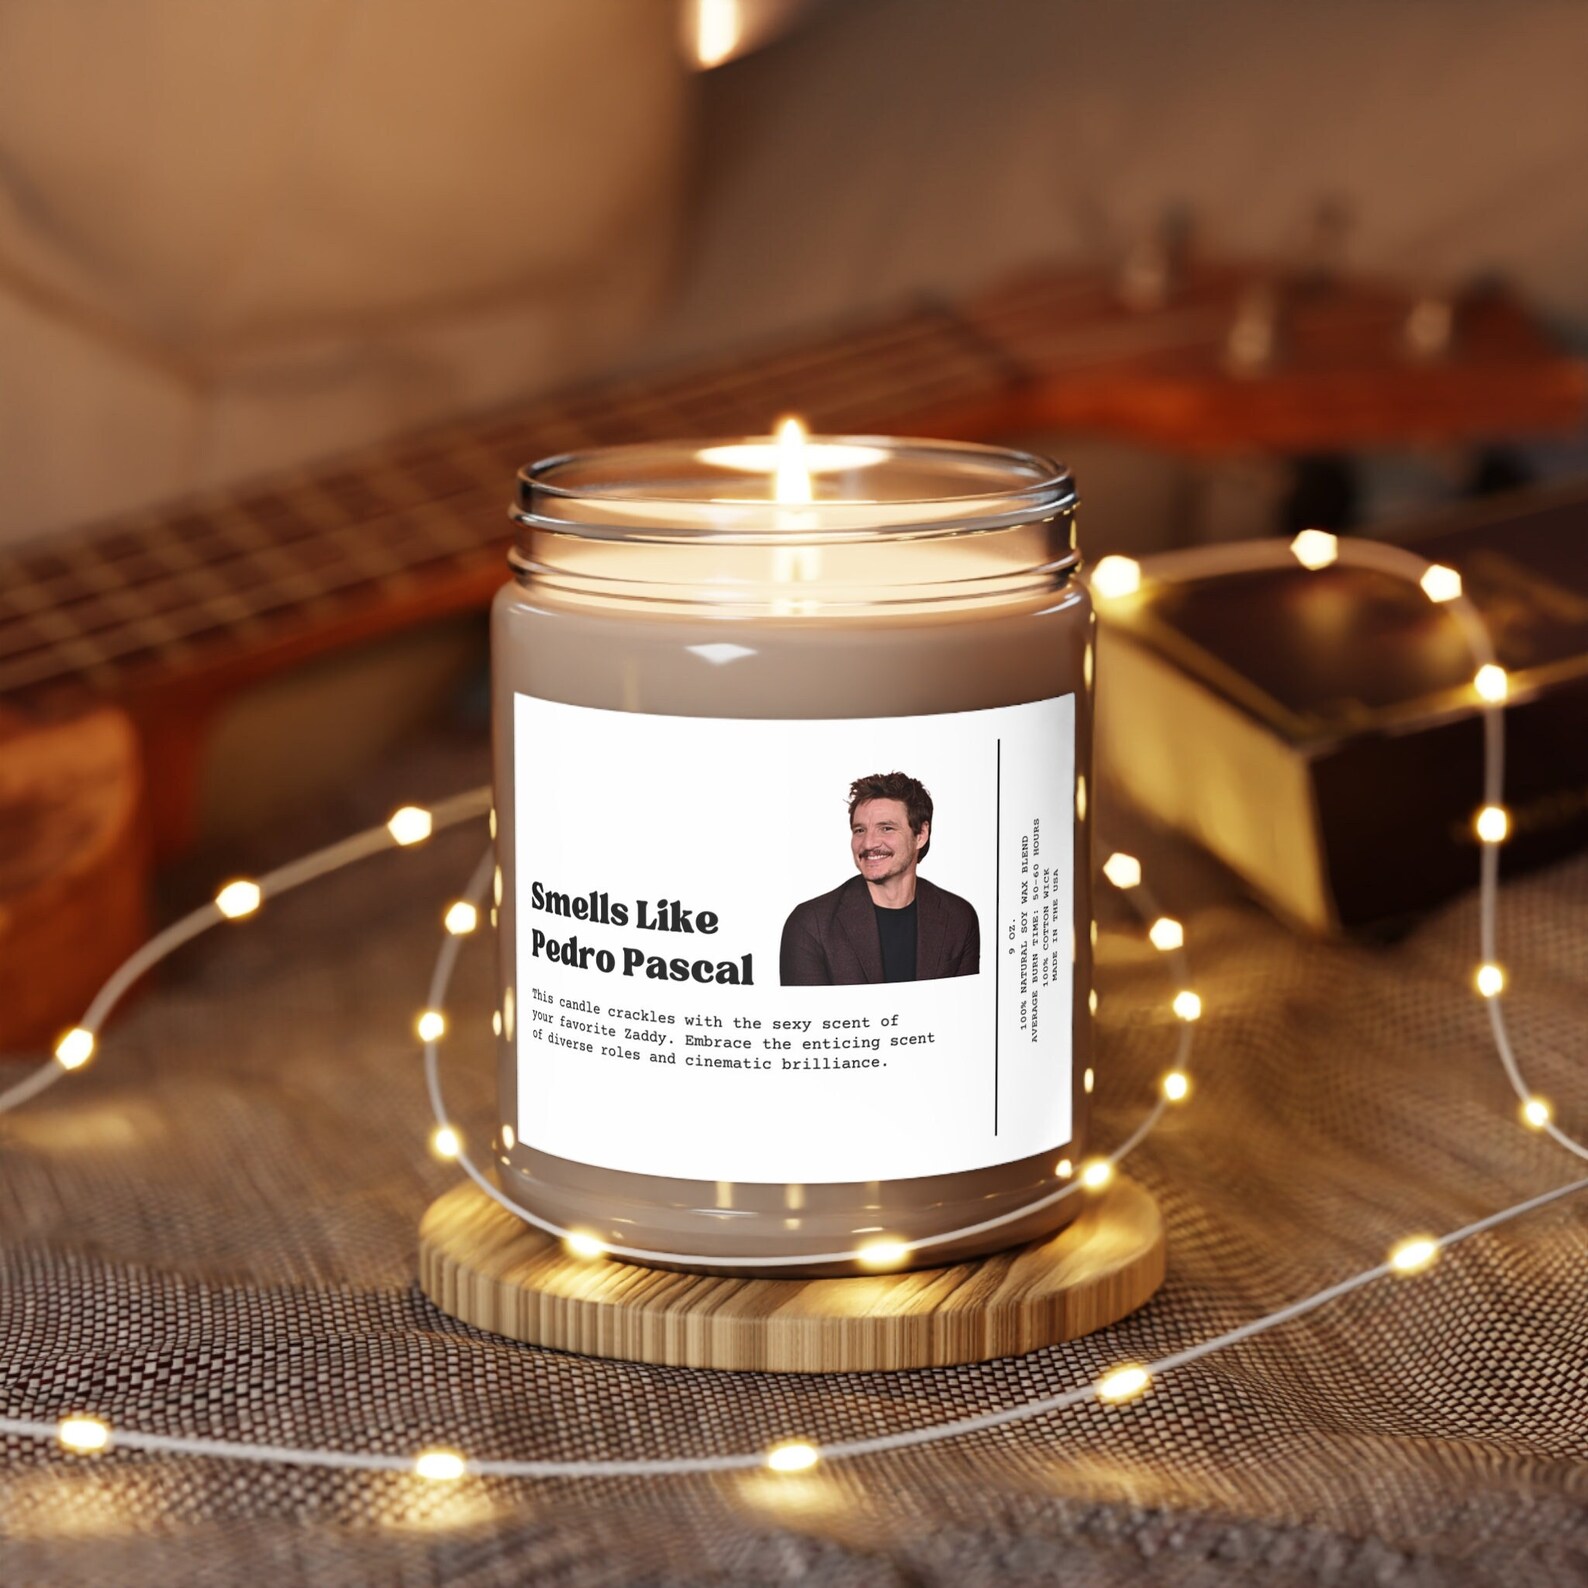 Smells Like
Pedro Pascal
This candle crackles with the sexy scent of
your favorite Zaddy. Embrace the enticing scent
of diverse roles and cinematic brilliance.
9 OZ.
100% NATURAL SOY WAX BLEND
AVERAGE BURN TIME: 50-60 HOURS
100% COTTON WICK
MADE IN THE USA